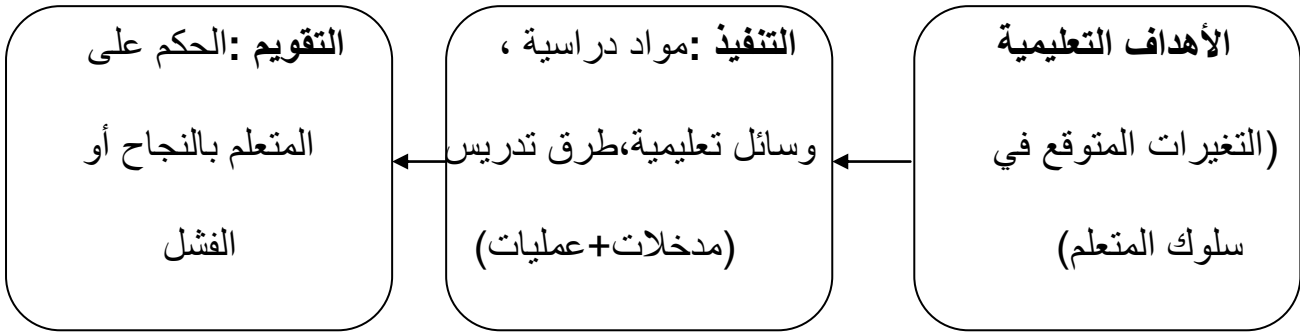 الأهداف التعليمية
(التغيرات المتوقع في
سلوك المتعلم)
التنفيذ :مواد دراسية ،
وسائل تعليمية،طرق تدريس
(مدخلات+عمليات)
التقويم :الحكم على
المتعلم بالنجاح أو
الفشل